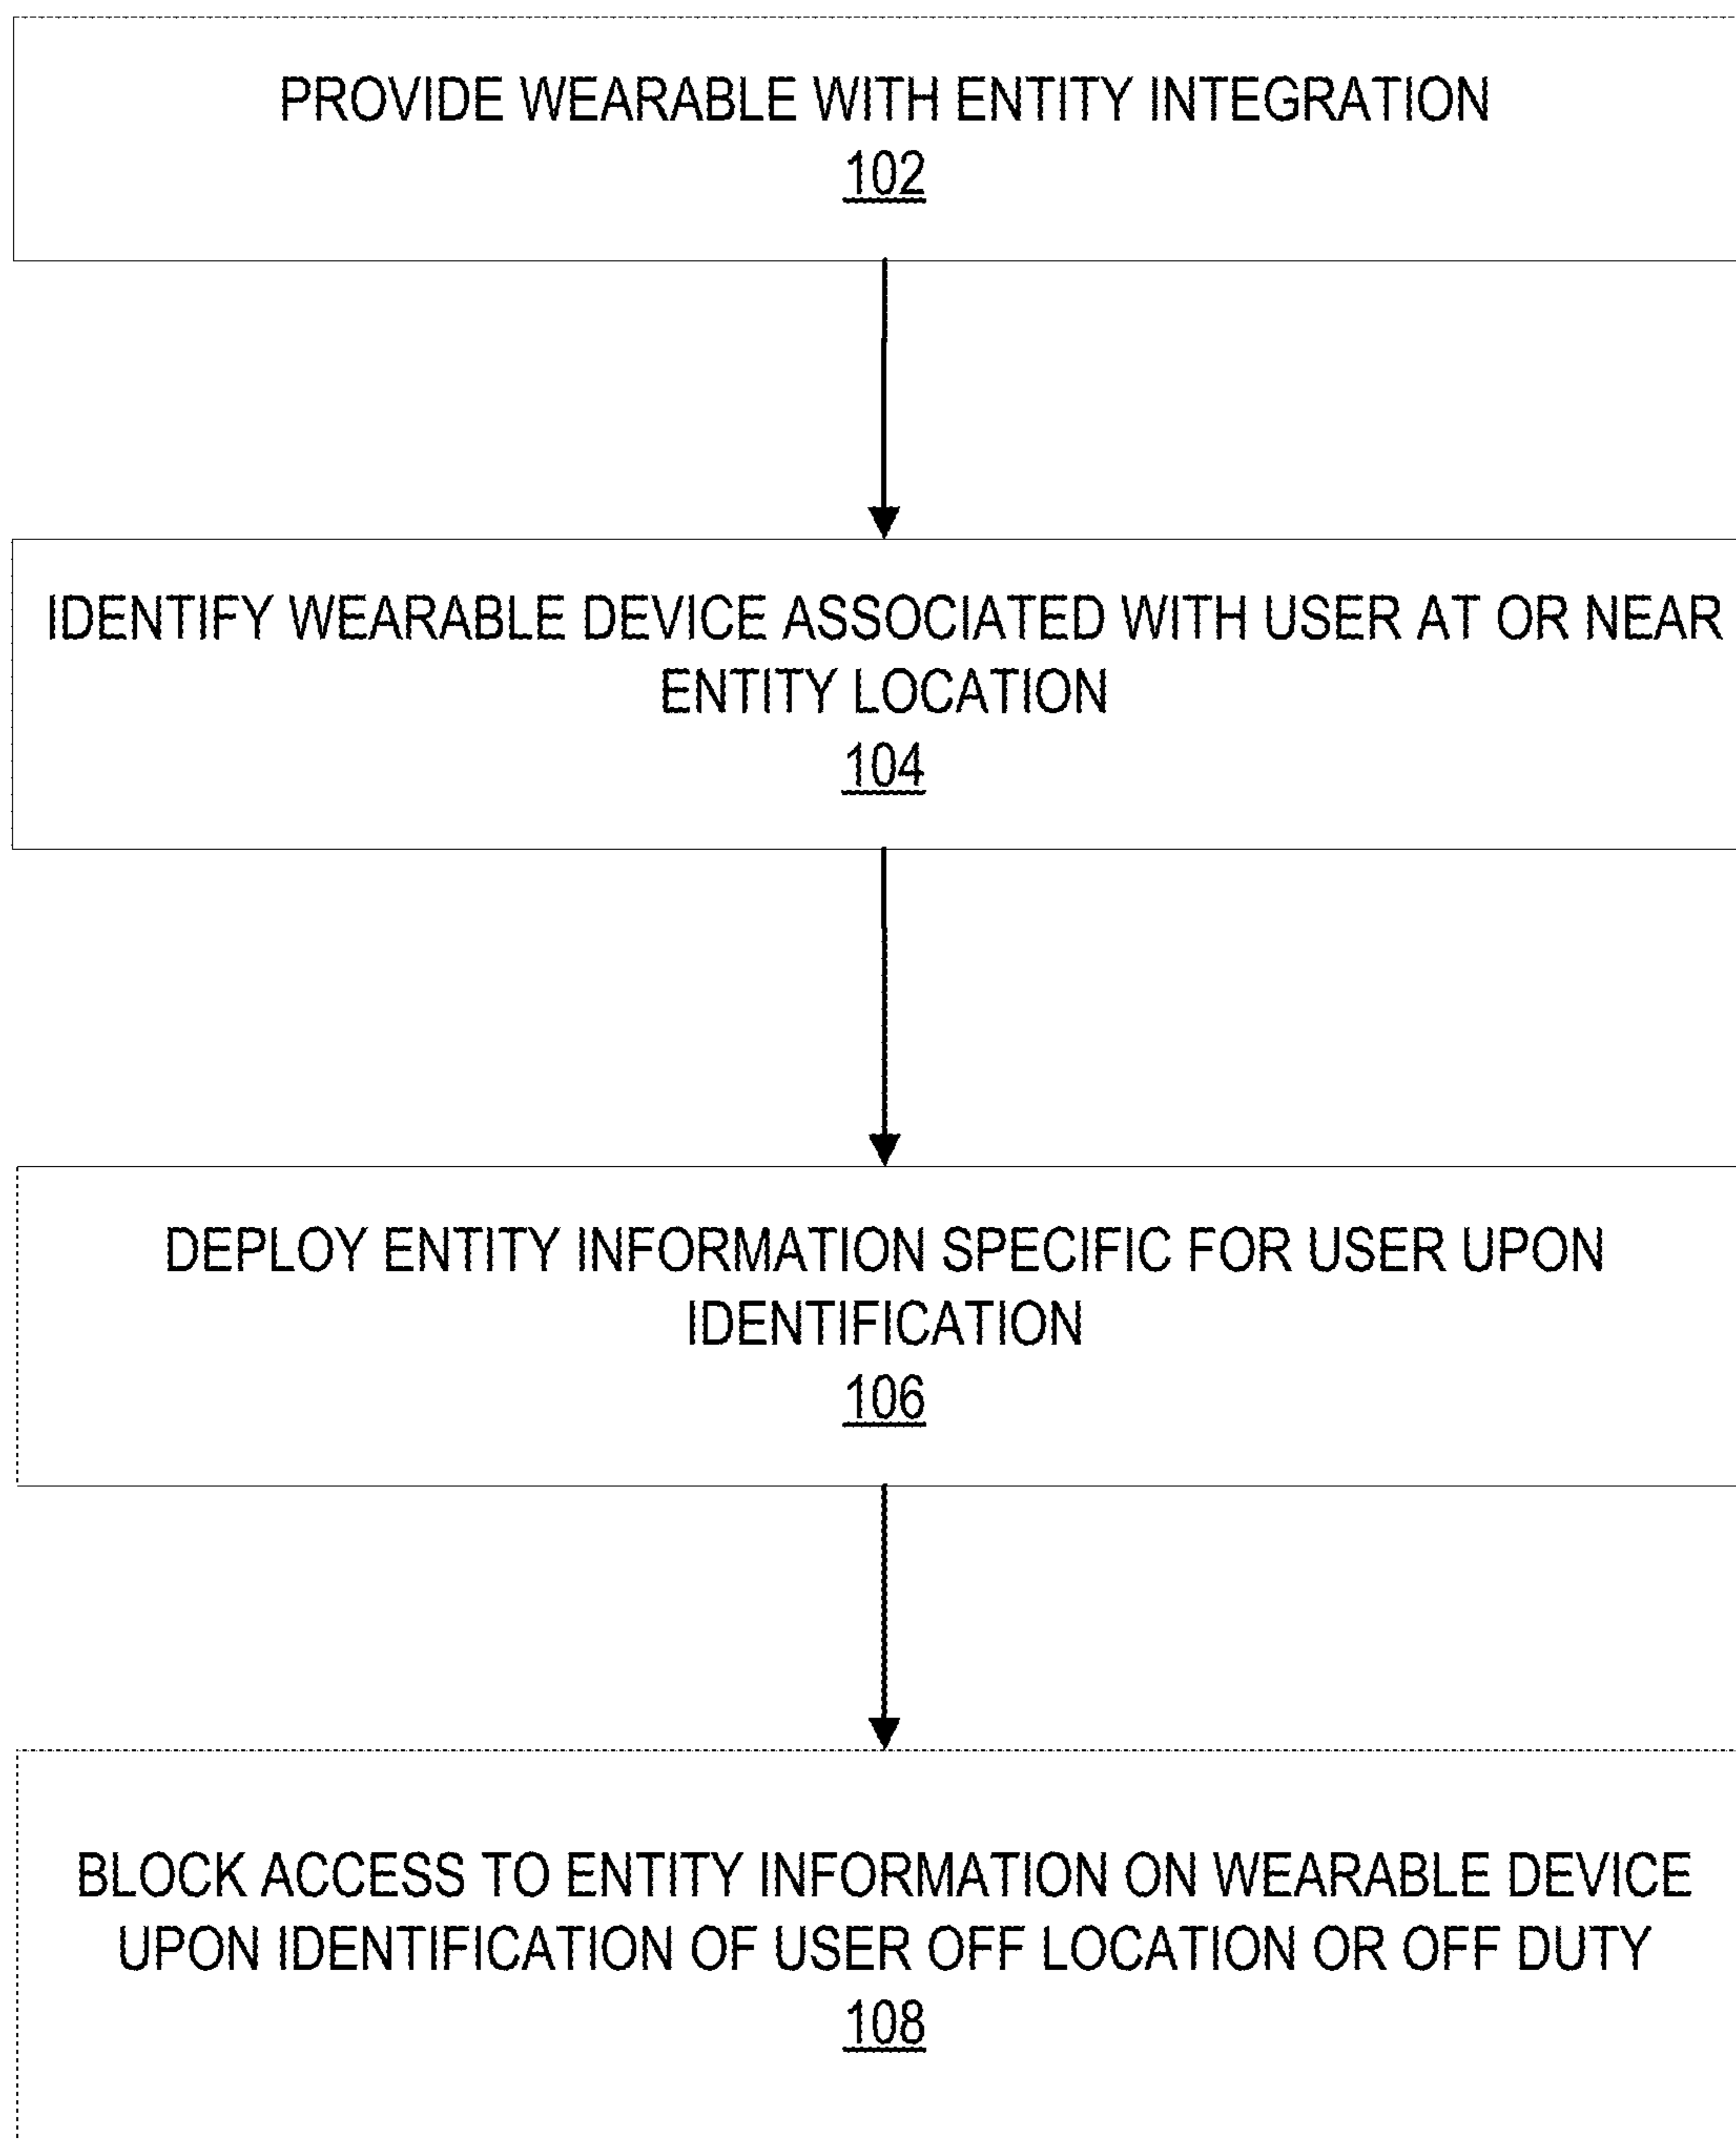 PROVIDE WEARABLE WITH ENTITY INTEGRATION
102
IDENTIFY WEARABLE DEVICE ASSOCIATED WITH USER AT OR NEAR
ENTITY LOCATION
104
DEPLOY ENTITY INFORMATION SPECIFIC FOR USER UPON
IDENTIFICATION
106
BLOCK ACCESS TO ENTITY INFORMATION ON WEARABLE DEVICE
UPON IDENTIFICATION OF USER OFF LOCATION OR OFF DUTY
108